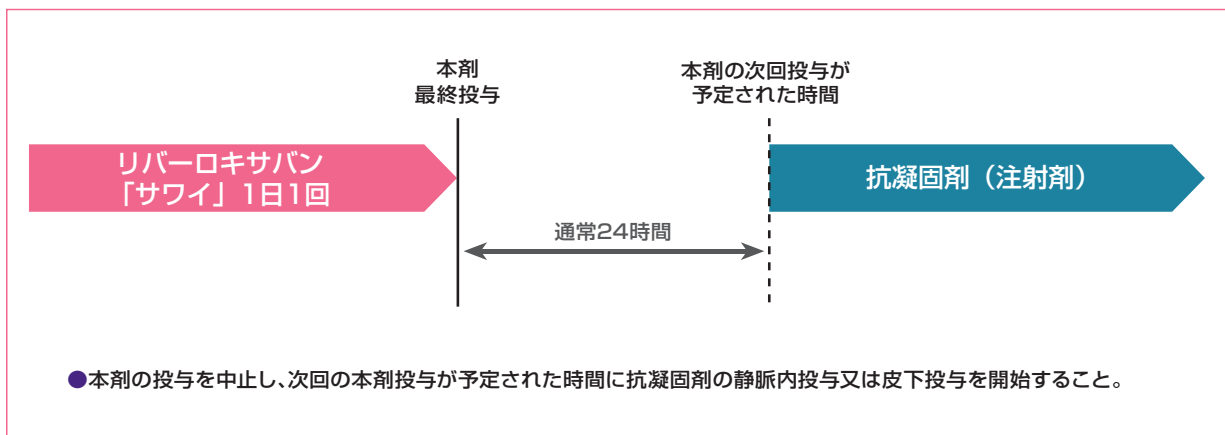 本剤
最終投与
本剤の次回投与が
予定された時間
リバーロキサバン
「サワイ」1日1回
抗凝固剤（注射剤）
通常24時間
●本剤の投与を中止し、次回の本剤投与が予定された時間に抗凝固剤の静脈内投与又は皮下投与を開始すること。